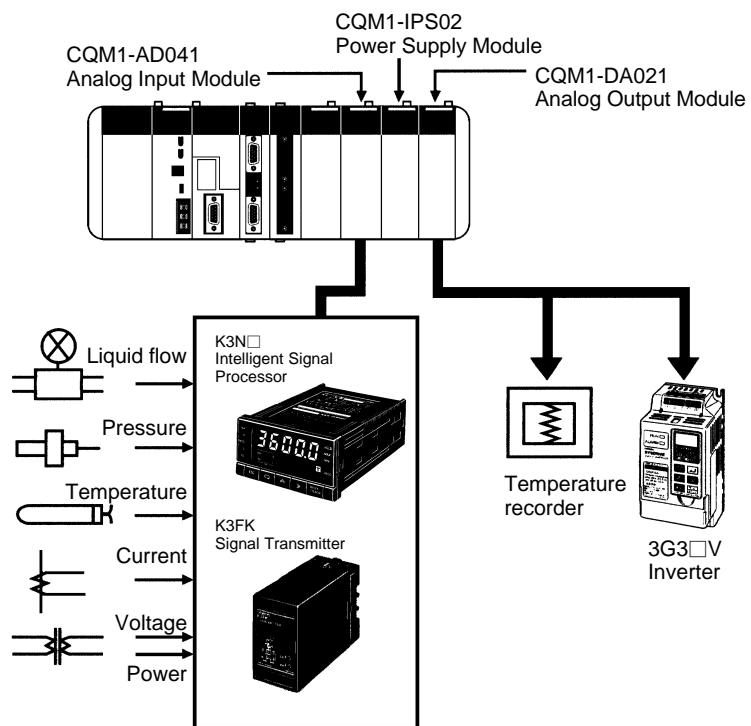 CQM1-IPS02
Power Supply Module
CQM1-AD041
Analog Input Module
CQM1-DA021
Analog Output Module
K3N□
Intelligent Signal
Processor
Liquid flow
3600.0
Pressure
Temperature
K3FK
Signal Transmitter
Current
Voltage
Power
Temperature
recorder
3G3□V
Inverter